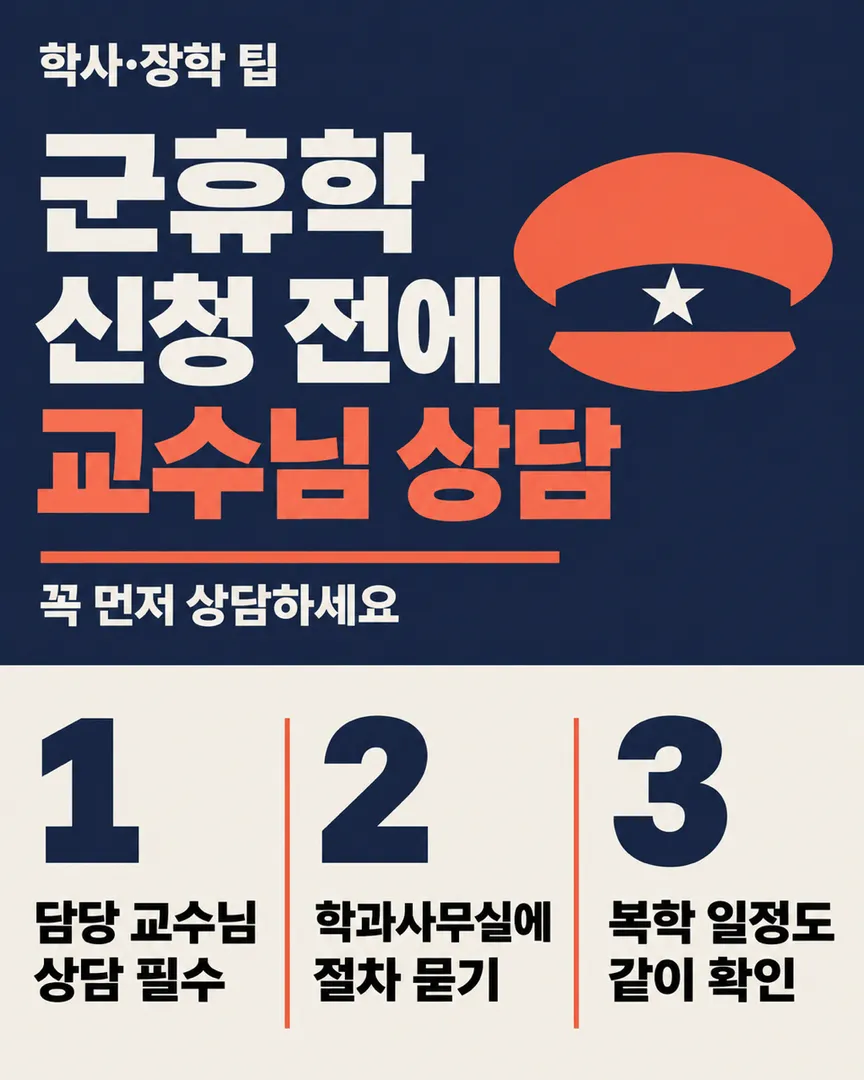 학사·장학 팁
군휴학
신청 전에
교수님 상담
꼭 먼저 상담하세요
1
담당 교수님
상담 필수
2
학과사무실에
절차 묻기
3
복학 일정도
같이 확인